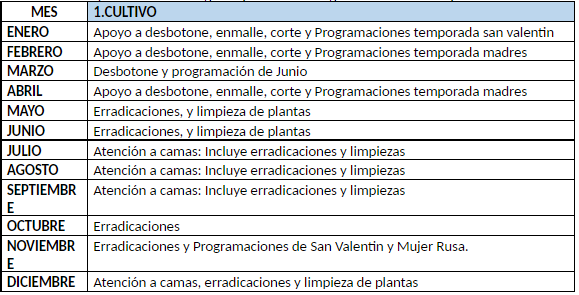 MES 1.CULTIVO
ENERO Apoyo a desbotone, enmalle, corte y Programaciones temporada san valentin
FEBRERO Apoyo a desbotone, enmalle, corte y Programaciones temporada madres
MARZO Desbotone y programación de Junio
ABRIL Apoyo a desbotone, enmalle, corte y Programaciones temporada madres
MAYO Erradicaciones, y limpieza de plantas
JUNIO Erradicaciones, y limpieza de plantas
JULIO Atención a camas: Incluye erradicaciones y limpiezas
AGOSTO Atención a camas: Incluye erradicaciones y limpiezas
SEPTIEMBR Atención a camas: Incluye erradicaciones y limpiezas
E
OCTUBRE Erradicaciones
NOVIEMBR Erradicaciones y Programaciones de San Valentin y Mujer Rusa.
E
DICIEMBRE Atención a camas, erradicaciones y limpieza de plantas